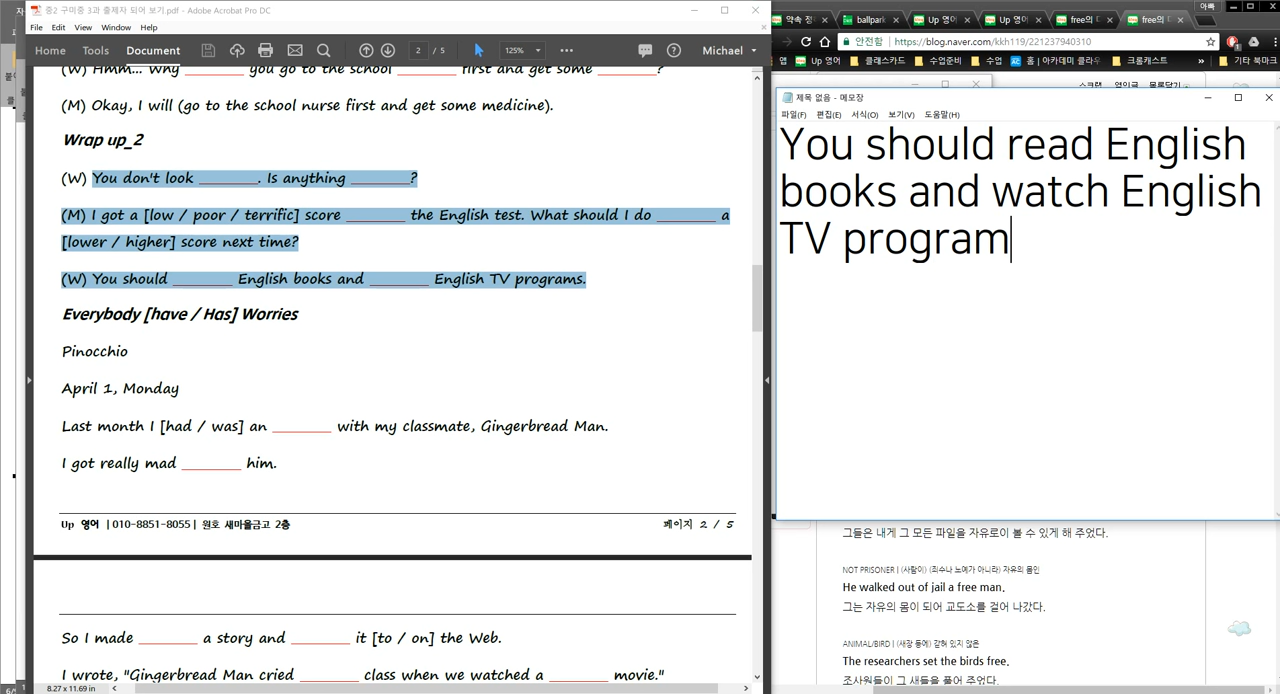 중2 구미중 3과 출제자 되어 보기.pdf - Adobe Acrobat Pro DC
File Edit View Window Help
Home Tools Document 2 / 5 125% Michael
(W) Hmm... Why ________ you go to the school ________ first and get some ________?
(M) Okay, I will (go to the school nurse first and get some medicine).
Wrap up_2
(W) You don't look ________. Is anything ________?
(M) I got a [low / poor / terrific] score ________ the English test. What should I do ________ a
[lower / higher] score next time?
(W) You should ________ English books and ________ English TV programs.
Everybody [have / Has] Worries
Pinocchio
April 1, Monday
Last month I [had / was] an ________ with my classmate, Gingerbread Man.
I got really mad ________ him.
Up 영어 | 010-8851-8055 | 원호 새마을금고 2층
페이지 2 / 5
So I made ________ a story and ________ it [to / on] the Web.
I wrote, "Gingerbread Man cried ________ class when we watched a ________ movie."
8.27 x 11.69 in
아빠
약속 정 ballpark Up 영어 Up 영어 free의 free의
안전함 https://blog.naver.com/kkh119/221237940310
앱 Up 영어 클래스카드 수업준비 수업 홈 | 아카데미 클라우 크롬캐스트 » 기타 북마크
스크랩 영인글 목록닫기
제목 없음 - 메모장
파일(F) 편집(E) 서식(O) 보기(V) 도움말(H)
You should read English
books and watch English
TV program
그들은 내게 그 모든 파일을 자유로이 볼 수 있게 해 주었다.
NOT PRISONER | (사람이) (죄수나 노예가 아니라) 자유의 몸인
He walked out of jail a free man.
그는 자유의 몸이 되어 교도소를 걸어 나갔다.
ANIMAL/BIRD | (새장 등에) 갇혀 있지 않은
The researchers set the birds free.
조사원들이 그 새들을 풀어 주었다.